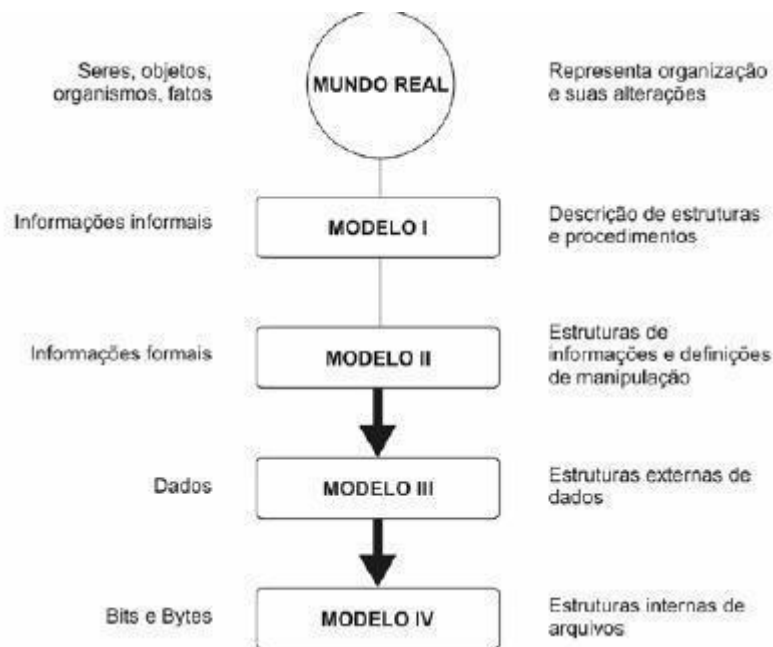 Seres, objetos,
organismos, fatos
MUNDO REAL
Representa organização
e suas alterações
Informações informais
MODELO I
Descrição de estruturas
e procedimentos
Informações formais
MODELO II
Estruturas de
informações e definições
de manipulação
Dados
MODELO III
Estruturas externas de
dados
Bits e Bytes
MODELO IV
Estruturas internas de
arquivos